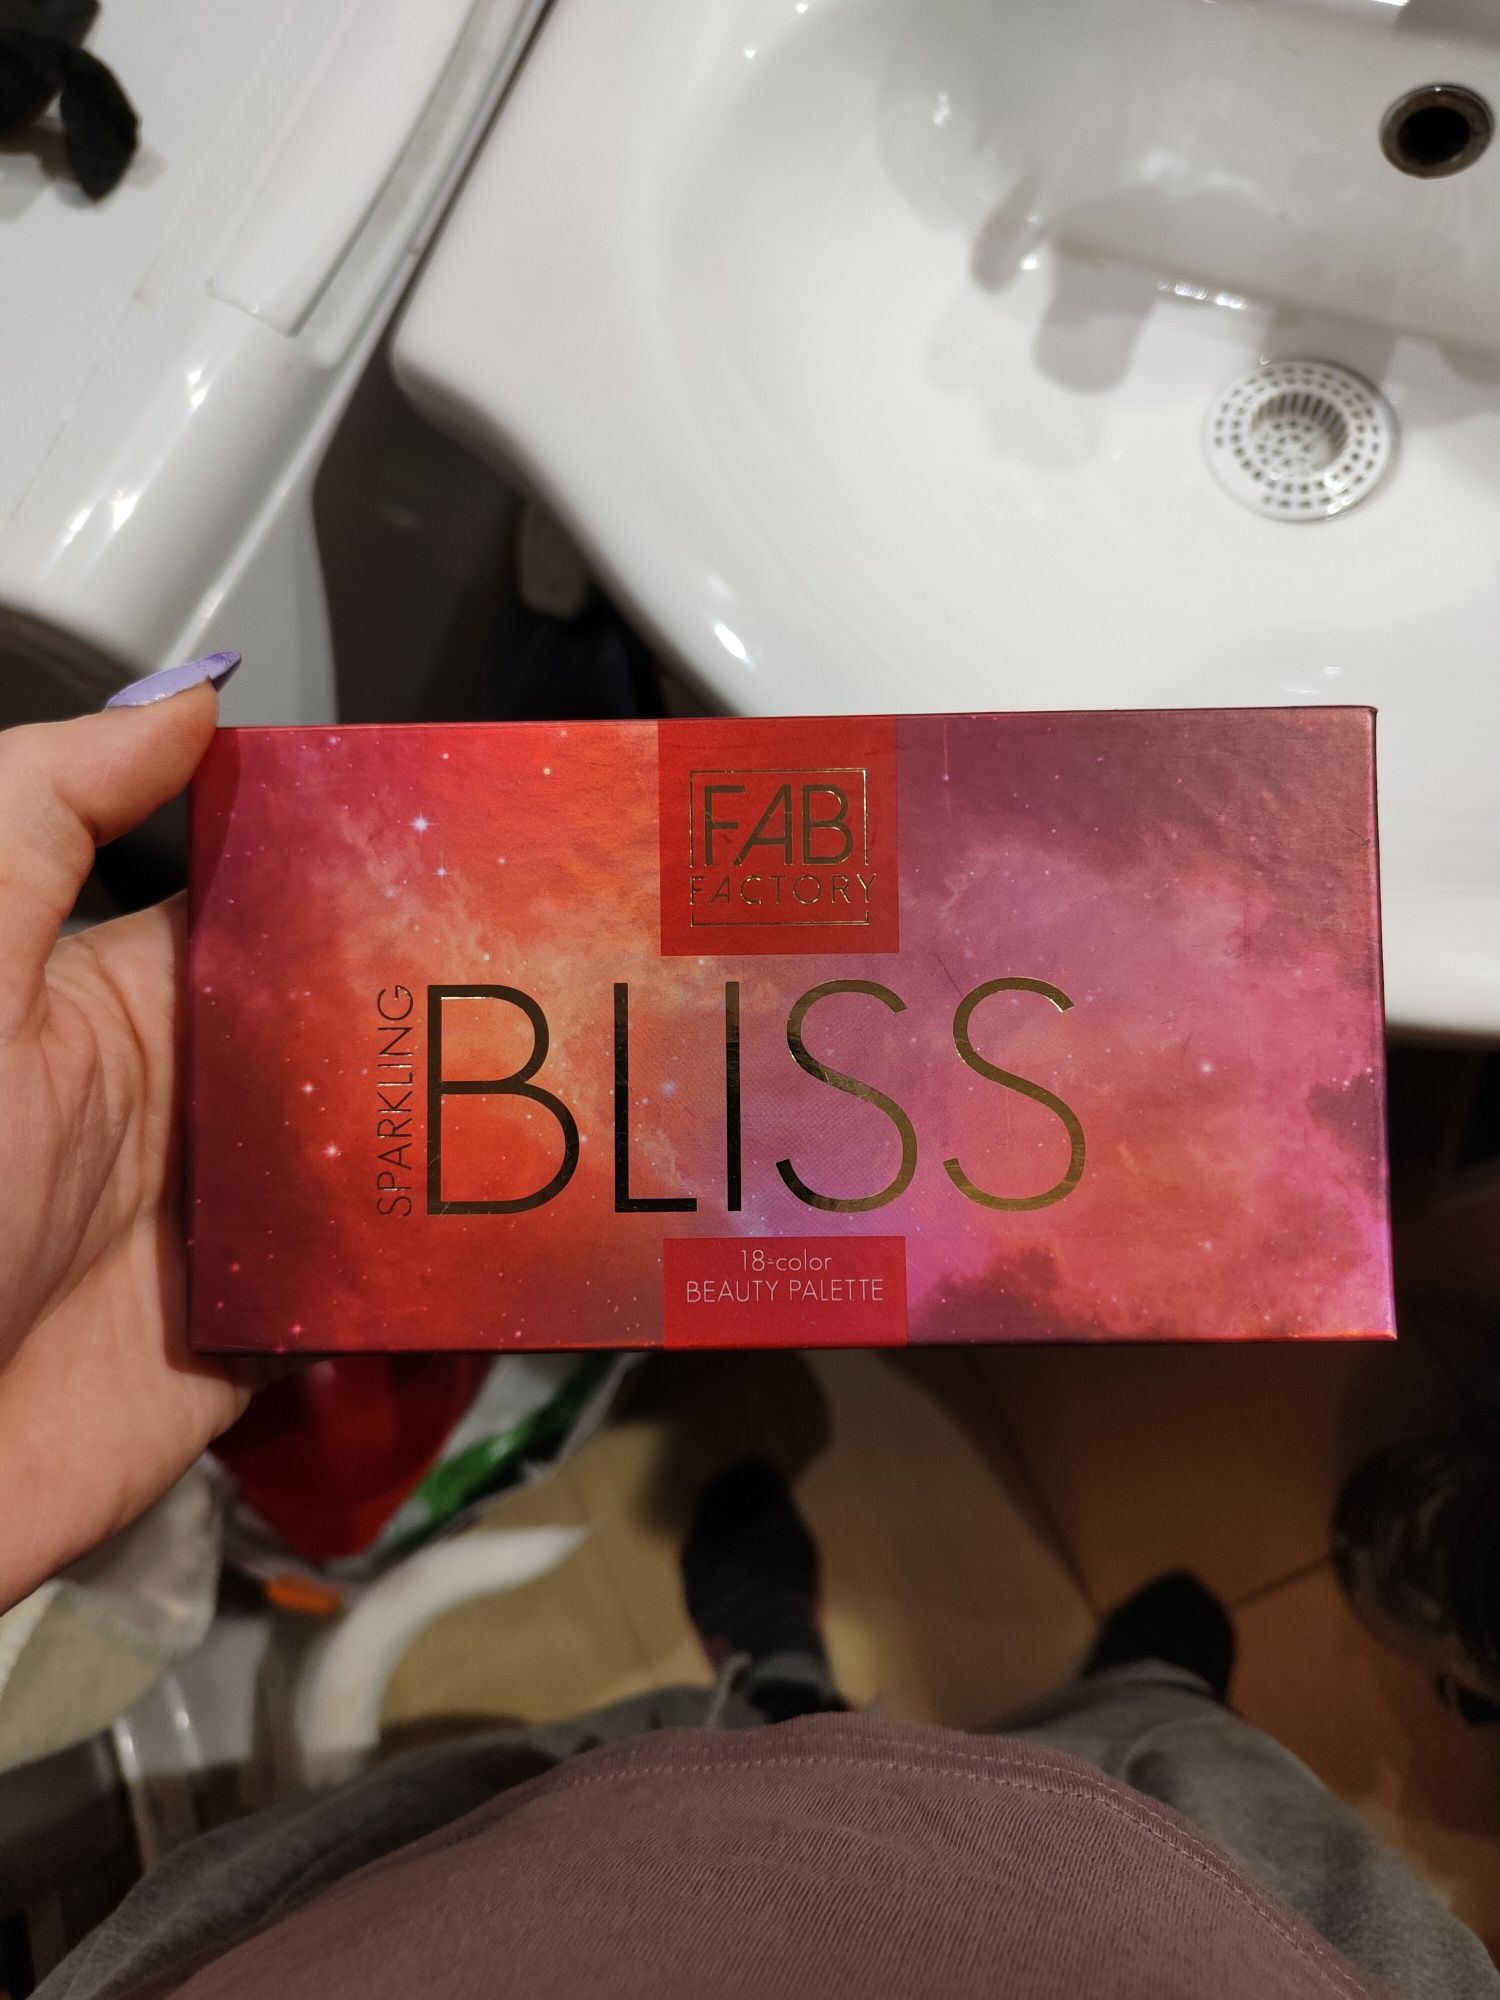 FAB
FACTORY
SPARKLING
BLISS
18-color
BEAUTY PALETTE